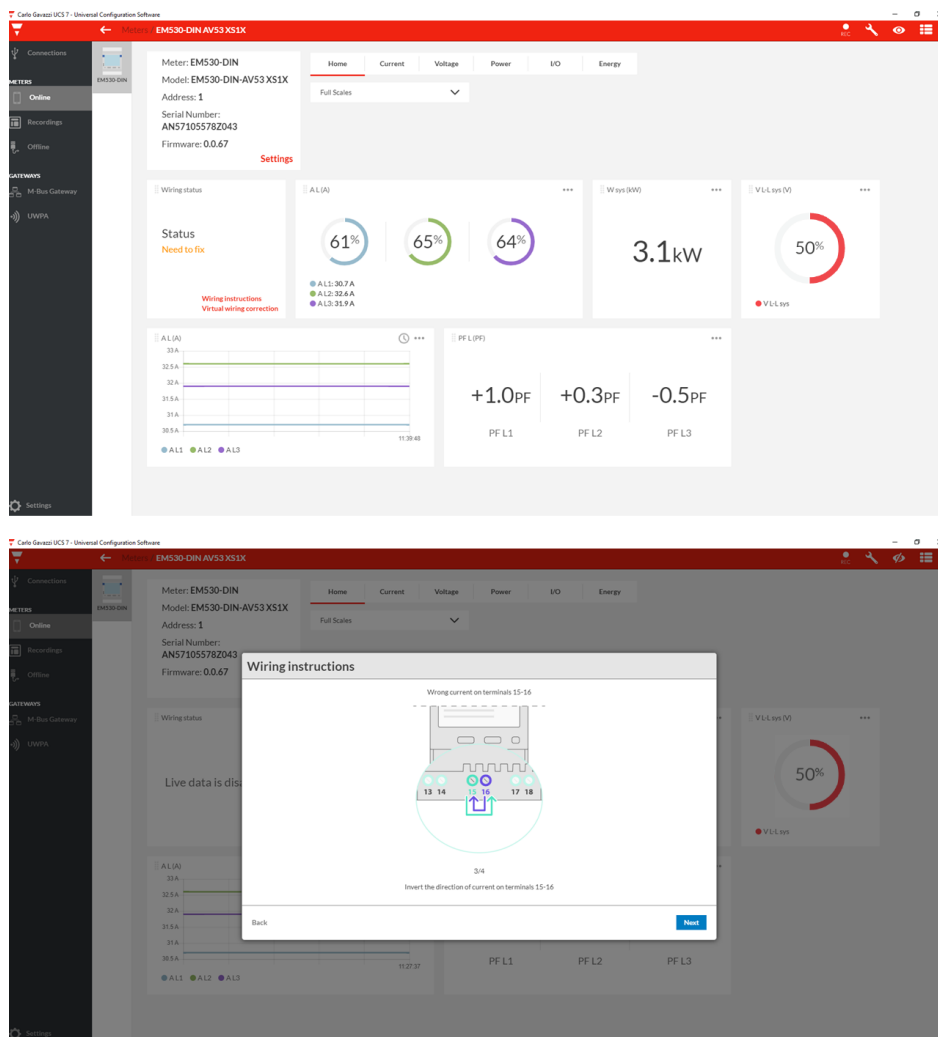 Carlo Gavazzi UCS 7 - Universal Configuration Software
Meters / EM530-DIN AV53 XS1X
REC
Connections
METERS
Online
Recordings
Offline
GATEWAYS
M-Bus Gateway
UWPA
Settings
EM530-DIN
Meter: EM530-DIN
Model: EM530-DIN-AV53 XS1X
Address: 1
Serial Number:
AN57105578Z043
Firmware: 0.0.67
Settings
Home Current Voltage Power I/O Energy
Full Scales
Wiring status
Status
Need to fix
Wiring instructions
Virtual wiring correction
A L (A)
61% 65% 64%
A L1: 30.7 A
A L2: 32.6 A
A L3: 31.9 A
W sys (kW)
3.1kW
V L-L sys (V)
50%
V L-L sys
A L (A)
33 A
32.5 A
32 A
31.5 A
31 A
30.5 A
11:39:48
A L1 A L2 A L3
PF L (PF)
+1.0PF +0.3PF -0.5PF
PF L1 PF L2 PF L3
Carlo Gavazzi UCS 7 - Universal Configuration Software
EM530-DIN AV53 XS1X
REC
Connections
METERS
Online
Recordings
Offline
GATEWAYS
M-Bus Gateway
UWPA
Settings
EM530-DIN
Meter: EM530-DIN
Model: EM530-DIN-AV53 XS1X
Address: 1
Serial Number:
AN57105578Z043
Firmware: 0.0.67
Home Current Voltage Power I/O Energy
Full Scales
Wiring status
Live data is
Wiring instructions
Wrong current on terminals 15-16
13 14 15 16 17 18
3/4
Invert the direction of current on terminals 15-16
Back
Next
V L-L sys (V)
50%
V L-L sys
A L (A)
33 A
32.5 A
32 A
31.5 A
31 A
30.5 A
11:27:37
A L1 A L2 A L3
PF L1 PF L2 PF L3